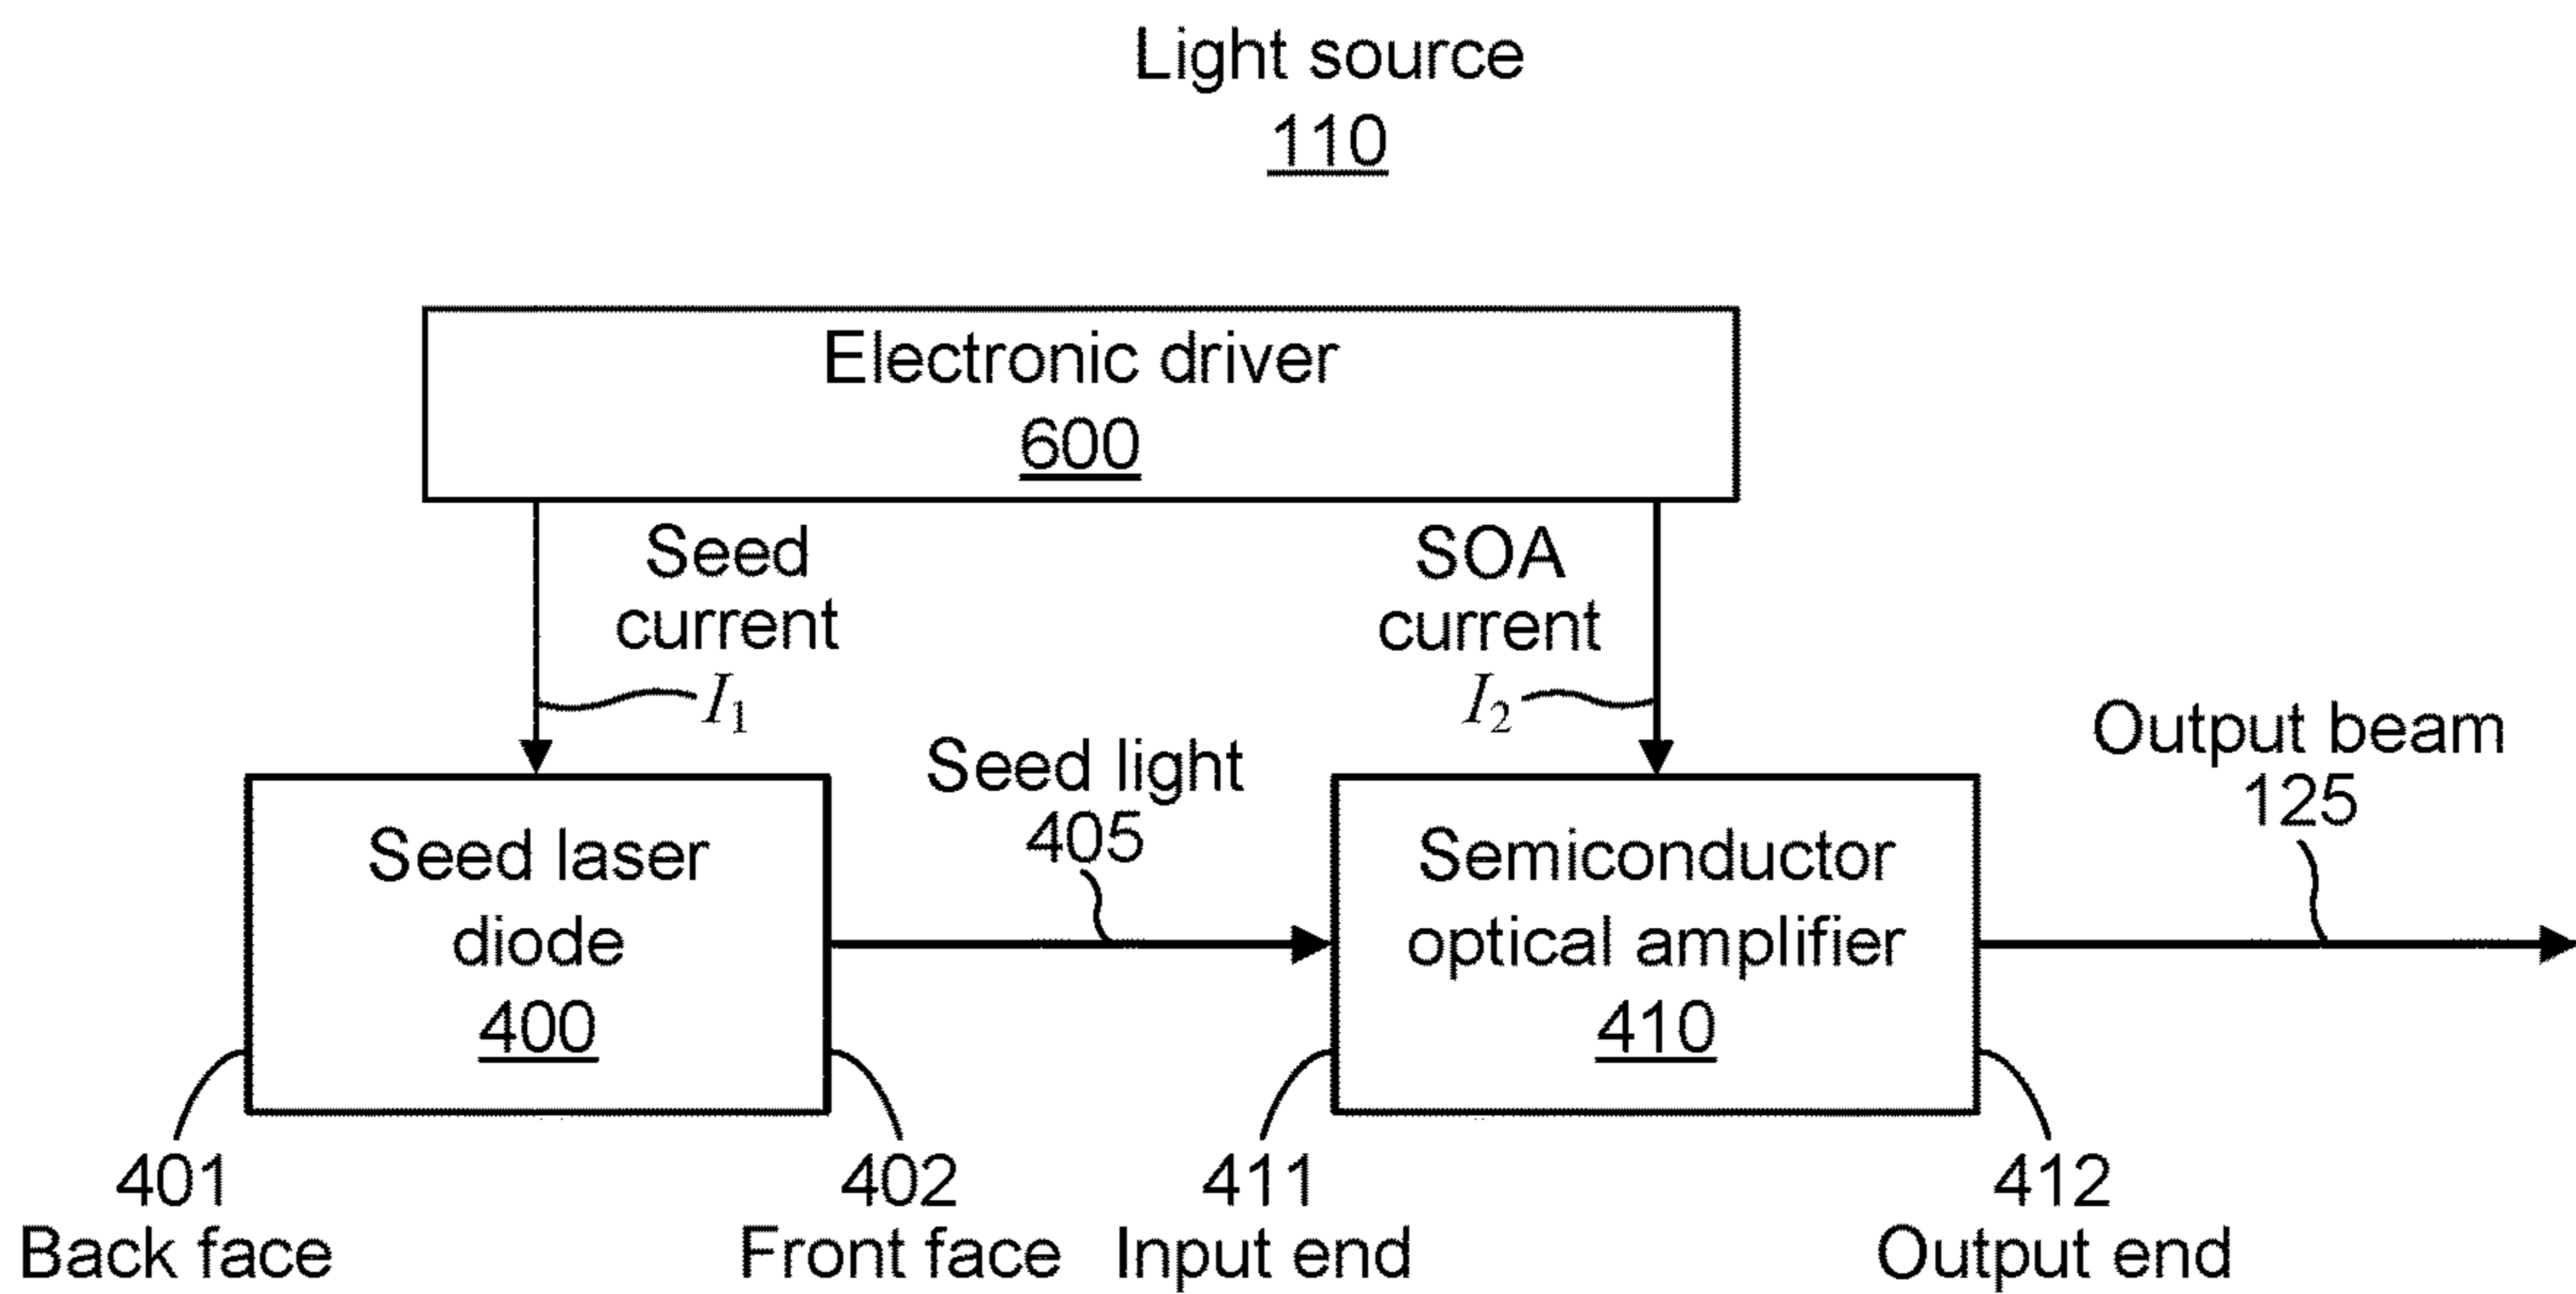 Light source
110
Electronic driver
600
Seed
current
I₁
SOA
current
I₂
Seed light
405
Output beam
125
Seed laser
diode
400
Semiconductor
optical amplifier
410
401
Back face
402
Front face
411
Input end
412
Output end